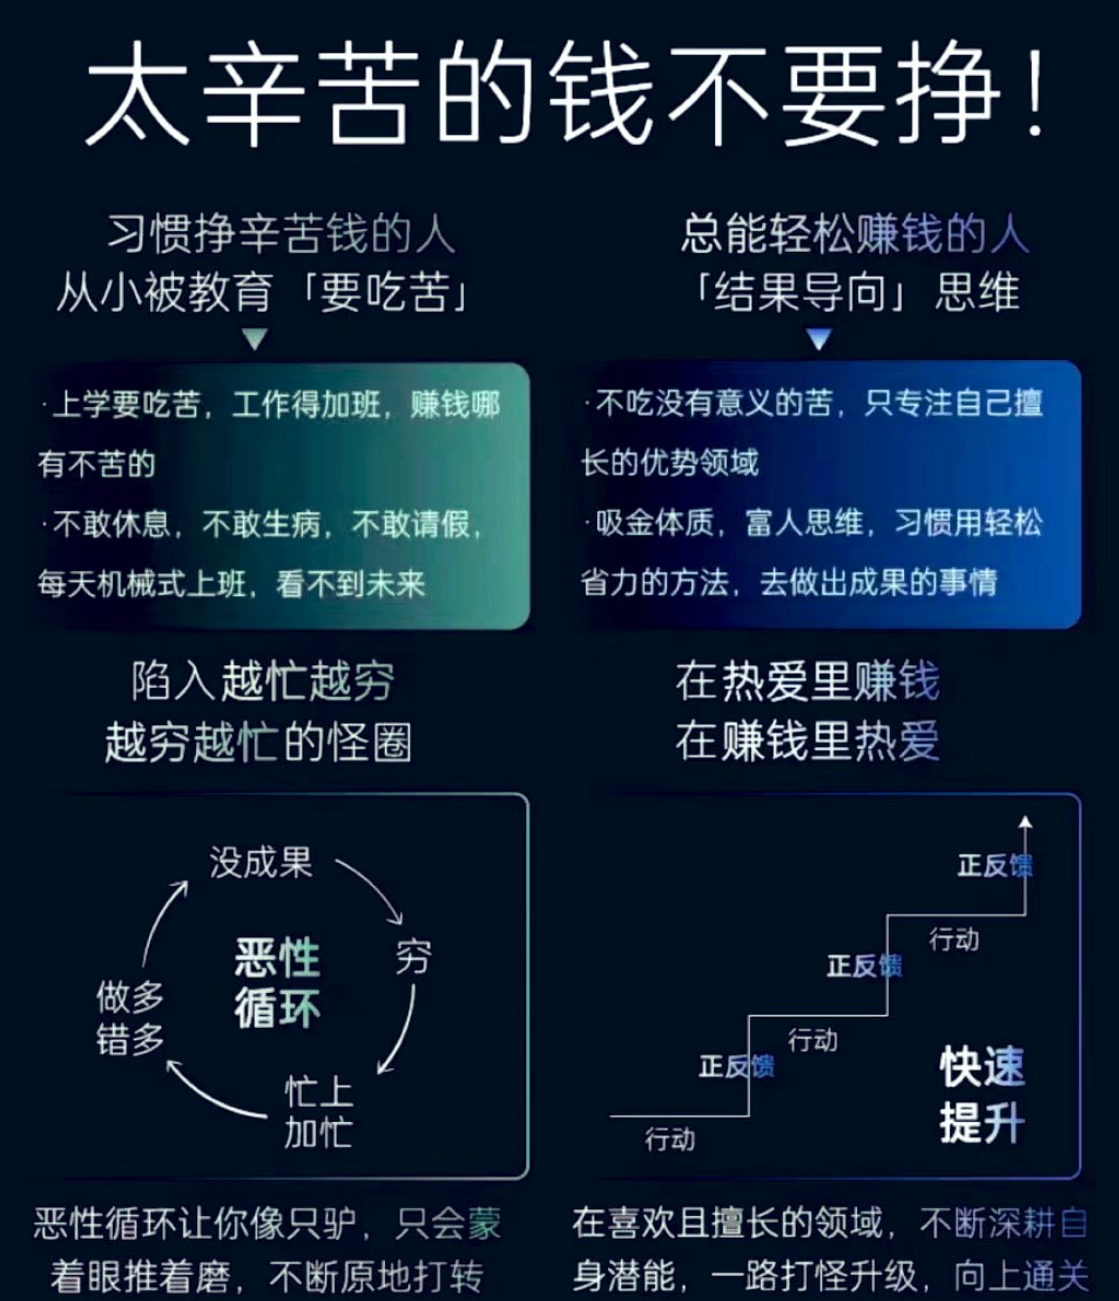 太辛苦的钱不要挣!
习惯挣辛苦钱的人
从小被教育「要吃苦」
·上学要吃苦，工作得加班，赚钱哪
有不苦的
·不敢休息，不敢生病，不敢请假，
每天机械式上班，看不到未来
陷入越忙越穷
越穷越忙的怪圈
没成果
穷
恶性
循环
做多
错多
忙上
加忙
恶性循环让你像只驴，只会蒙
着眼推着磨，不断原地打转
总能轻松赚钱的人
「结果导向」思维
·不吃没有意义的苦，只专注自己擅
长的优势领域
·吸金体质，富人思维，习惯用轻松
省力的方法，去做出成果的事情
在热爱里赚钱
在赚钱里热爱
正反馈
行动
正反馈
行动
正反馈
行动
快速
提升
在喜欢且擅长的领域，不断深耕自
身潜能，一路打怪升级，向上通关